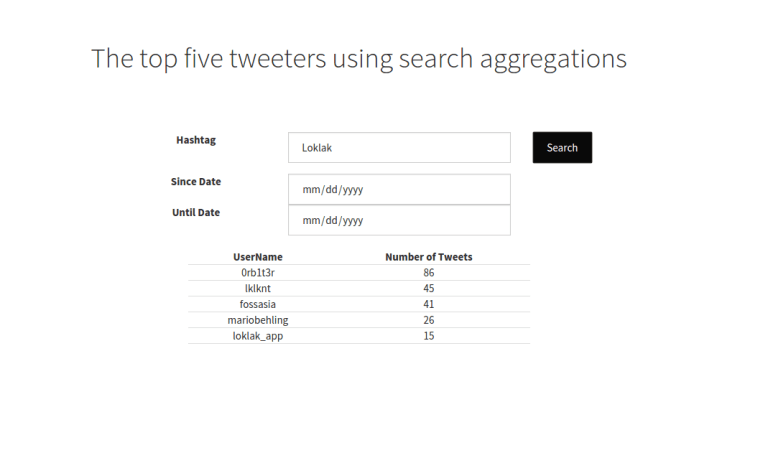 The top five tweeters using search aggregations
Hashtag Loklak Search
Since Date mm/dd/yyyy
Until Date mm/dd/yyyy
UserName Number of Tweets
0rb1t3r 86
lklknt 45
fossasia 41
mariobehling 26
loklak_app 15